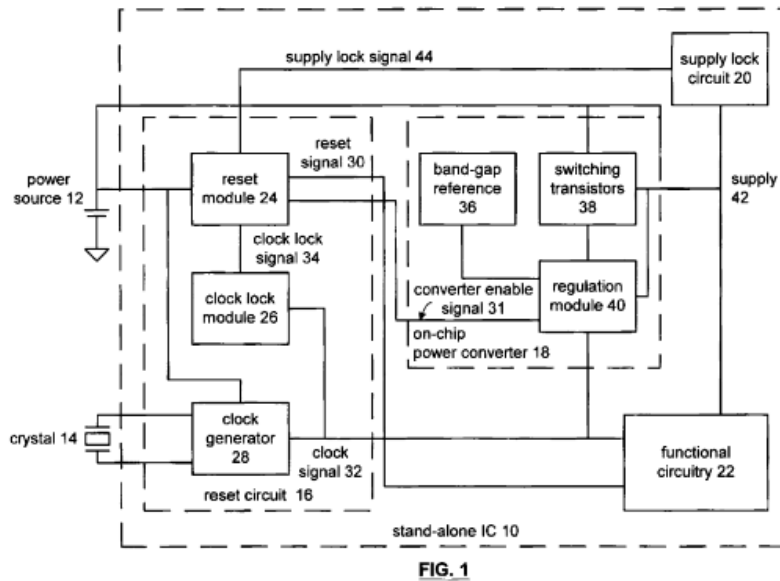 supply lock signal 44
supply lock
circuit 20
reset
signal 30
power
source 12
reset
module 24
band-gap
reference
36
switching
transistors
38
supply
42
clock lock
signal 34
clock lock
module 26
converter enable
signal 31
regulation
module 40
on-chip
power converter 18
crystal 14
clock
generator
28
clock
signal 32
functional
circuitry 22
reset circuit 16
stand-alone IC 10
FIG. 1